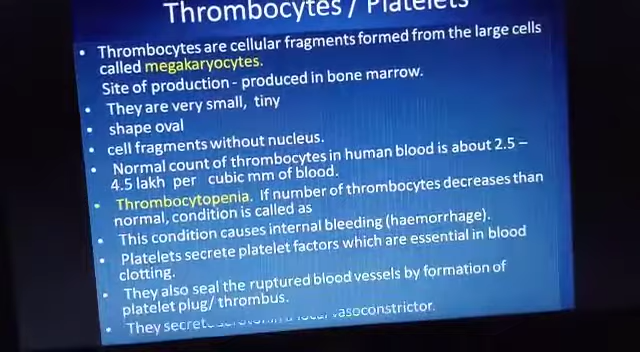 Thrombocytes / Platelets
• Thrombocytes are cellular fragments formed from the large cells
called megakaryocytes.
Site of production - produced in bone marrow.
• They are very small, tiny
• shape oval
• cell fragments without nucleus.
• Normal count of thrombocytes in human blood is about 2.5 –
4.5 lakh per cubic mm of blood.
• Thrombocytopenia. If number of thrombocytes decreases than
normal, condition is called as
• This condition causes internal bleeding (haemorrhage).
• Platelets secrete platelet factors which are essential in blood
clotting.
• They also seal the ruptured blood vessels by formation of
platelet plug/ thrombus.
• They vasoconstrictor.